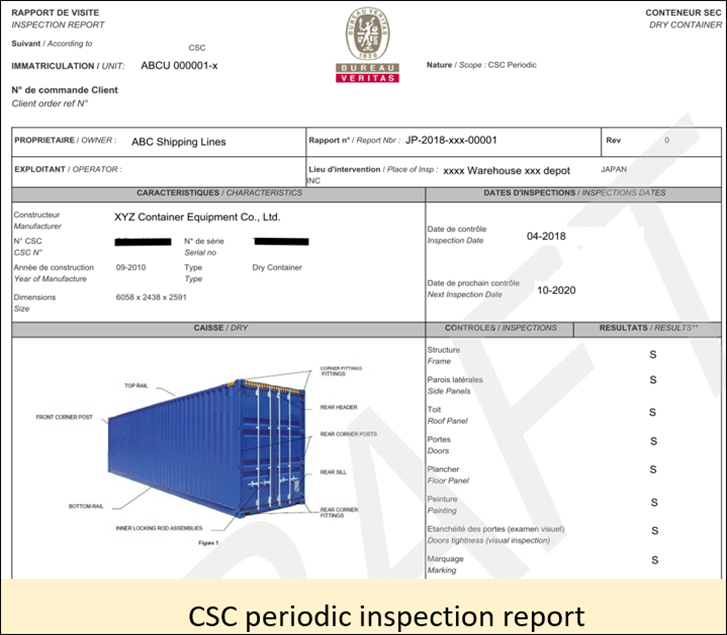 RAPPORT DE VISITE
INSPECTION REPORT
CONTENEUR SEC
DRY CONTAINER
Suivant / According to
CSC
IMMATRICULATION / UNIT: ABCU 000001-x
BUREAU VERITAS
1828
BUREAU
VERITAS
Nature / Scope : CSC Periodic
N° de commande Client
Client order ref N°
PROPRIETAIRE / OWNER : ABC Shipping Lines
Rapport n° / Report Nbr : JP-2018-xxx-00001
Rev 0
EXPLOITANT / OPERATOR :
Lieu d'intervention / Place of Insp : xxxx Warehouse xxx depot JAPAN
INC
CARACTERISTIQUES / CHARACTERISTICS
DATES D'INSPECTIONS / INSPECTIONS DATES
Constructeur XYZ Container Equipment Co., Ltd.
Manufacturer
N° CSC N° de série
CSC N° Serial no
Année de construction 09-2010 Type Dry Container
Year of Manufacture Type
Dimensions 6058 x 2438 x 2591
Size
Date de contrôle
Inspection Date 04-2018
Date de prochain contrôle
Next Inspection Date 10-2020
CAISSE / DRY
CONTROLES / INSPECTIONS RESULTATS / RESULTS**
TOP RAIL
CORNER FITTINGS
FITTINGS
REAR HEADER
FRONT CORNER POST
REAR CORNER POSTS
REAR SILL
BOTTOM RAIL
REAR CORNER
FITTINGS
INNER LOOKING ROD ASSEMBLIES
Figure 1
Structure S
Frame
Parois latérales S
Side Panels
Toit S
Roof Panel
Portes S
Doors
Plancher S
Floor Panel
Peinture S
Painting
Etanchéité des portes (examen visuel) S
Doors tightness (visual inspection)
Marquage S
Marking
DRAFT
CSC periodic inspection report